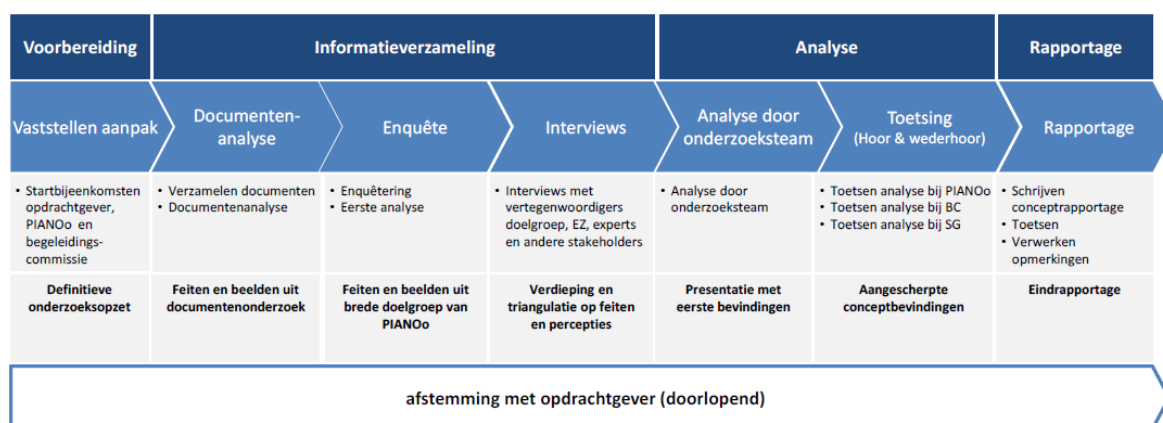 Voorbereiding
Informatieverzameling
Analyse
Rapportage
Vaststellen aanpak
Documenten-
analyse
Enquête
Interviews
Analyse door
onderzoeksteam
Toetsing
(Hoor & wederhoor)
Rapportage
• Startbijeenkomsten
opdrachtgever,
PIANOo en
begeleidings-
commissie
• Verzamelen documenten
• Documentenanalyse
• Enquêtering
• Eerste analyse
• Interviews met
vertegenwoordigers
doelgroep, EZ, experts
en andere stakeholders
• Analyse door
onderzoeksteam
• Toetsen analyse bij PIANOo
• Toetsen analyse bij BC
• Toetsen analyse bij SG
• Schrijven
conceptrapportage
• Toetsen
• Verwerken
opmerkingen
Definitieve
onderzoeksopzet
Feiten en beelden uit
documentenonderzoek
Feiten en beelden uit
brede doelgroep van
PIANOo
Verdieping en
triangulatie op feiten
en percepties
Presentatie met
eerste bevindingen
Aangescherpte
conceptbevindingen
Eindrapportage
afstemming met opdrachtgever (doorlopend)